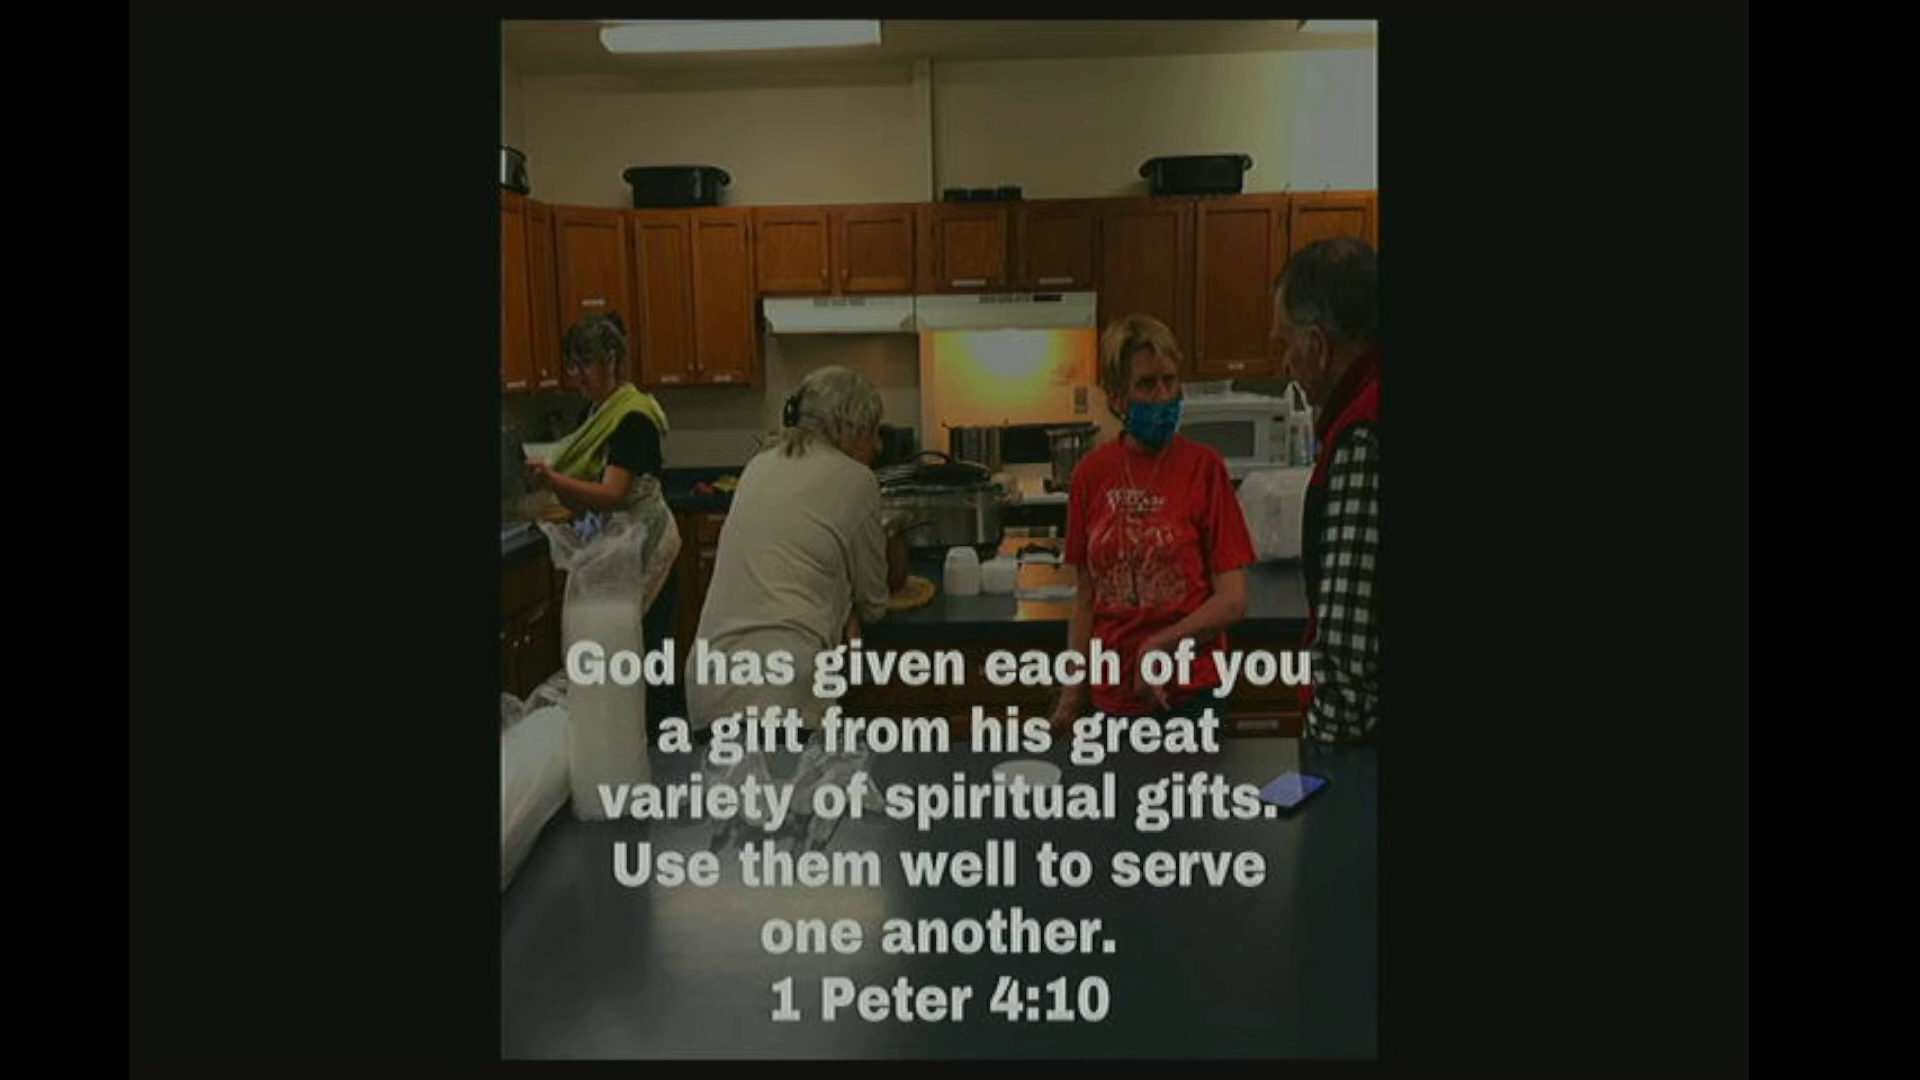 God has given each of you
a gift from his great
variety of spiritual gifts.
Use them well to serve
one another.
1 Peter 4:10